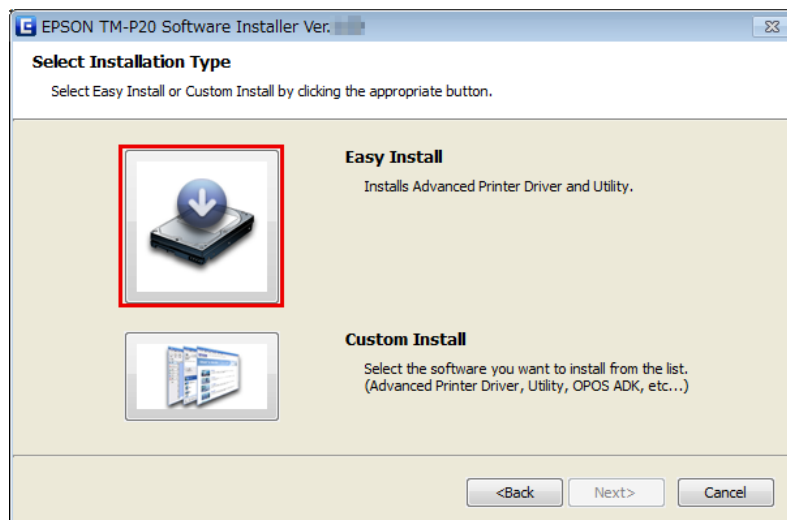 EPSON TM-P20 Software Installer Ver.
Select Installation Type
Select Easy Install or Custom Install by clicking the appropriate button.
Easy Install
Installs Advanced Printer Driver and Utility.
Custom Install
Select the software you want to install from the list.
(Advanced Printer Driver, Utility, OPOS ADK, etc...)
<Back
Next>
Cancel